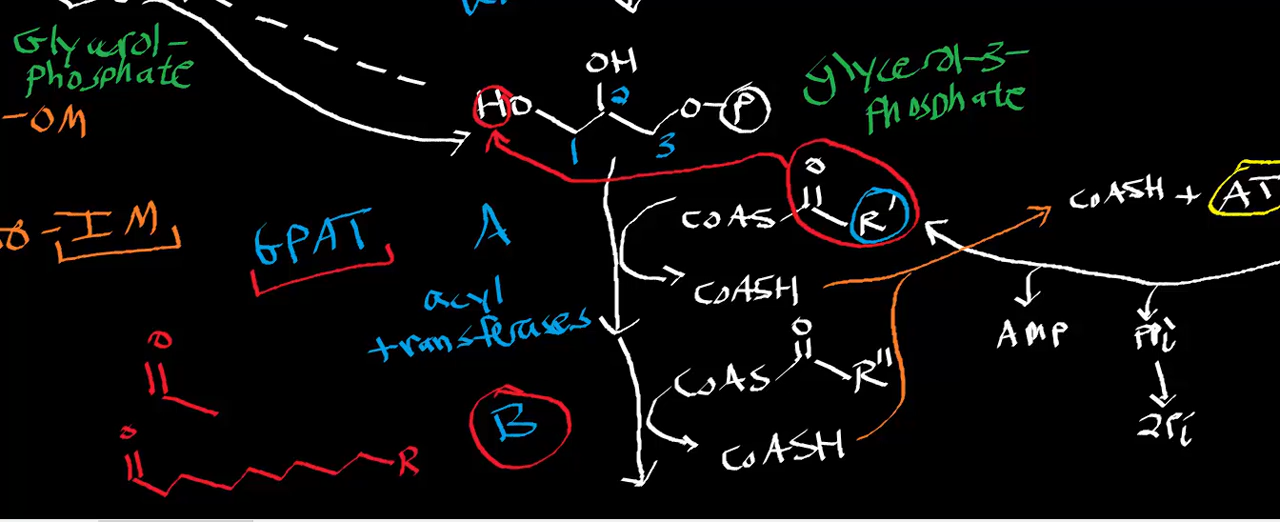 Glycerol-
phosphate
-OM
OH
HO
O-P
1
2
3
glycerol-3-
phosphate
-IM
GPAT
A
acyl
transferases
O
CoAS
R'
CoASH
CoASH + AT
AMP
PPi
2Pi
O
CoAS
R''
CoASH
B
O
O
R